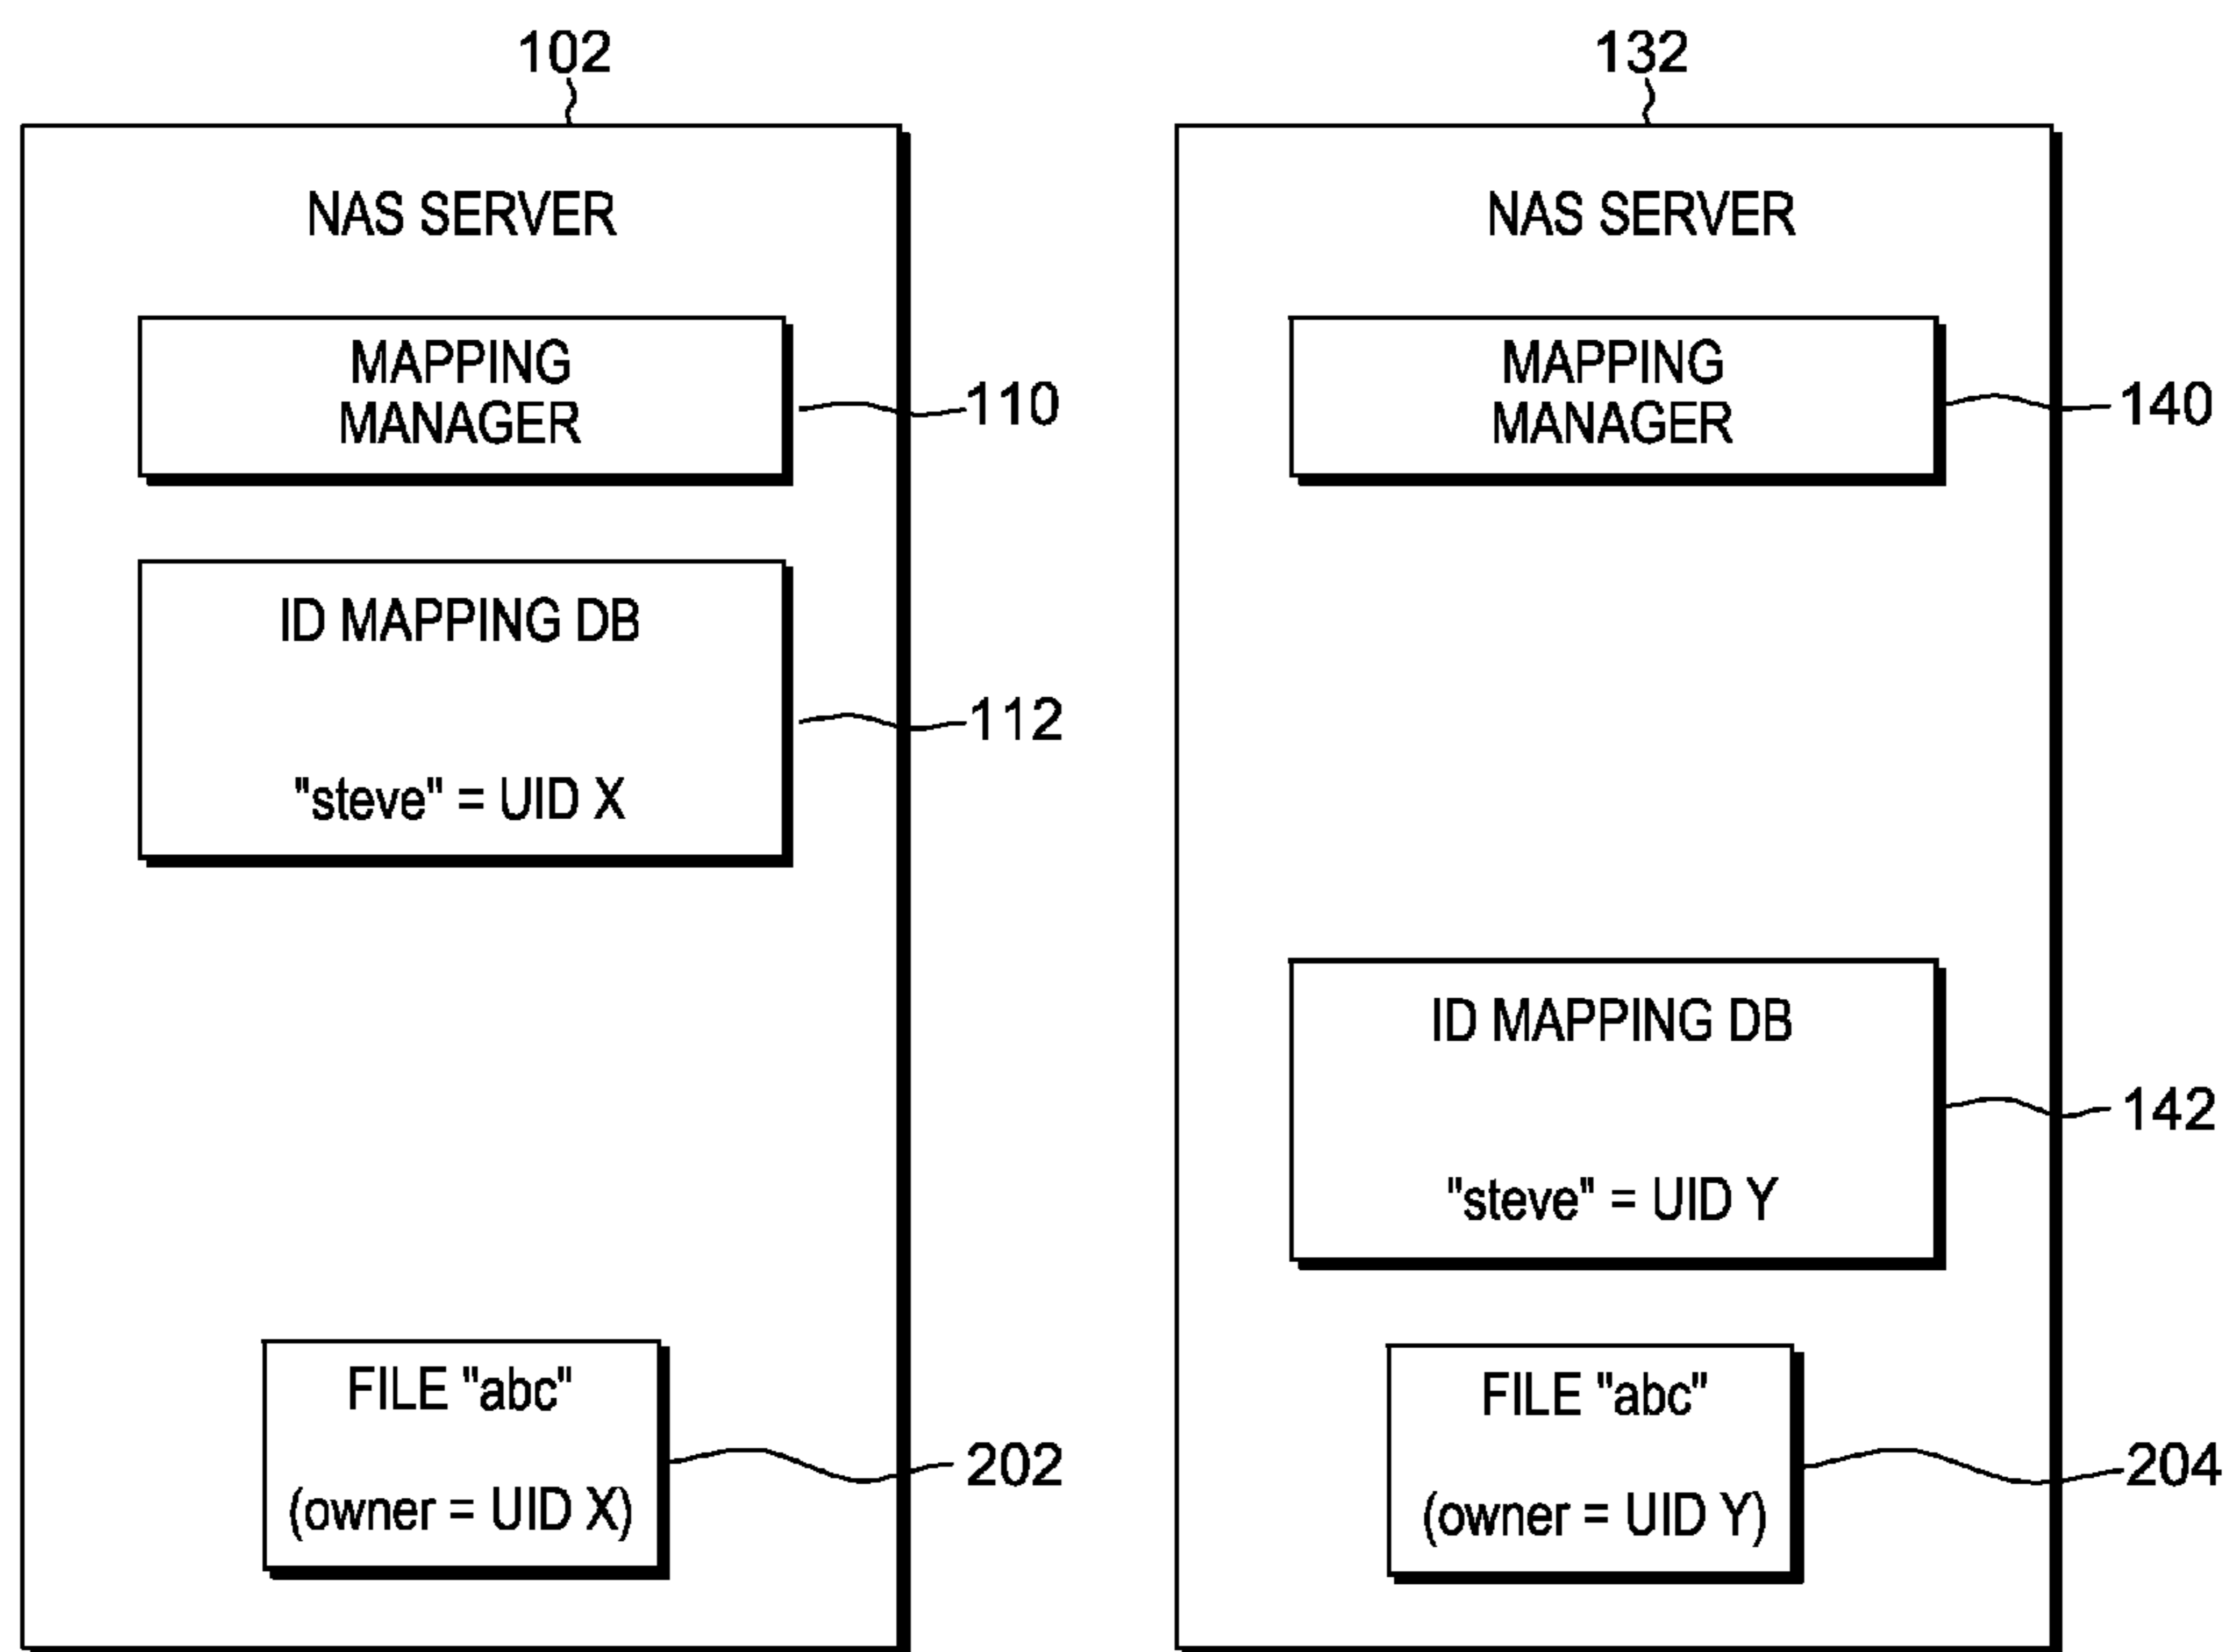 102
NAS SERVER
MAPPING
MANAGER
110
ID MAPPING DB
"steve" = UID X
112
FILE "abc"
(owner = UID X)
202
132
NAS SERVER
MAPPING
MANAGER
140
ID MAPPING DB
"steve" = UID Y
142
FILE "abc"
(owner = UID Y)
204